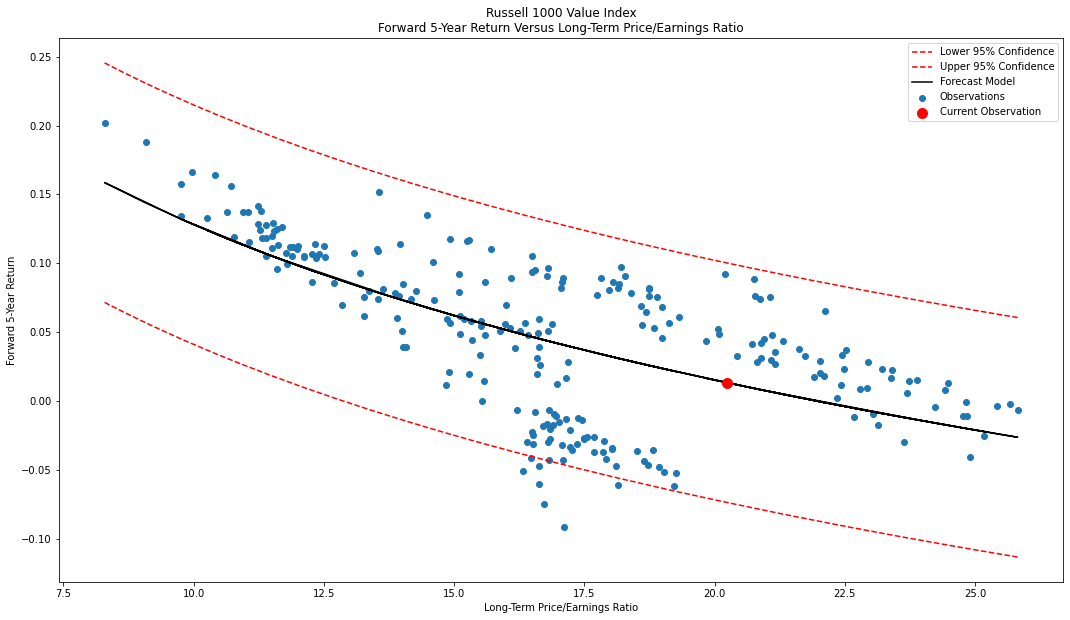 Russell 1000 Value Index
Forward 5-Year Return Versus Long-Term Price/Earnings Ratio
Lower 95% Confidence
Upper 95% Confidence
Forecast Model
Observations
Current Observation
Forward 5-Year Return
0.25
0.20
0.15
0.10
0.05
0.00
−0.05
−0.10
7.5 10.0 12.5 15.0 17.5 20.0 22.5 25.0
Long-Term Price/Earnings Ratio